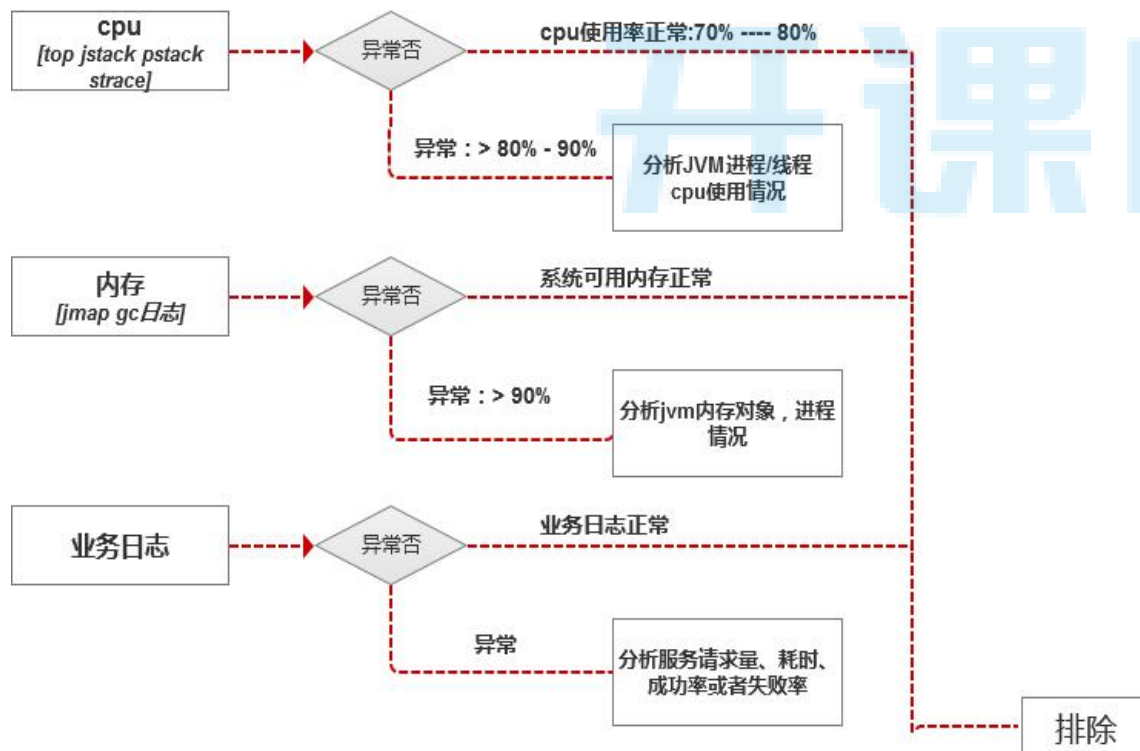 cpu
[top jstack pstack
strace]
异常否
cpu使用率正常:70% ---- 80%
异常：> 80% - 90%
分析JVM进程/线程
cpu使用情况
内存
[jmap gc日志]
异常否
系统可用内存正常
异常：> 90%
分析jvm内存对象，进程
情况
业务日志
异常否
业务日志正常
异常
分析服务请求量、耗时、
成功率或者失败率
排除
开课